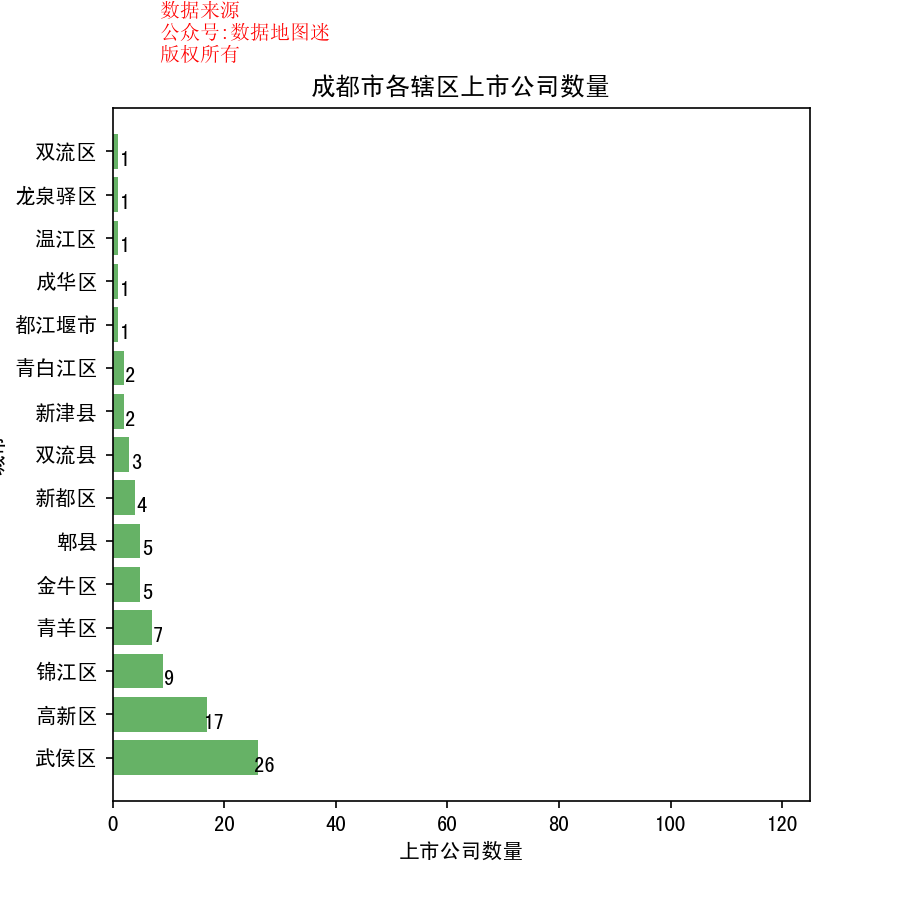 数据来源
公众号:数据地图迷
版权所有
成都市各辖区上市公司数量
双流区 1
龙泉驿区 1
温江区 1
成华区 1
都江堰市 1
青白江区 2
新津县 2
双流县 3
新都区 4
郫县 5
金牛区 5
青羊区 7
锦江区 9
高新区 17
武侯区 26
0 20 40 60 80 100 120
上市公司数量